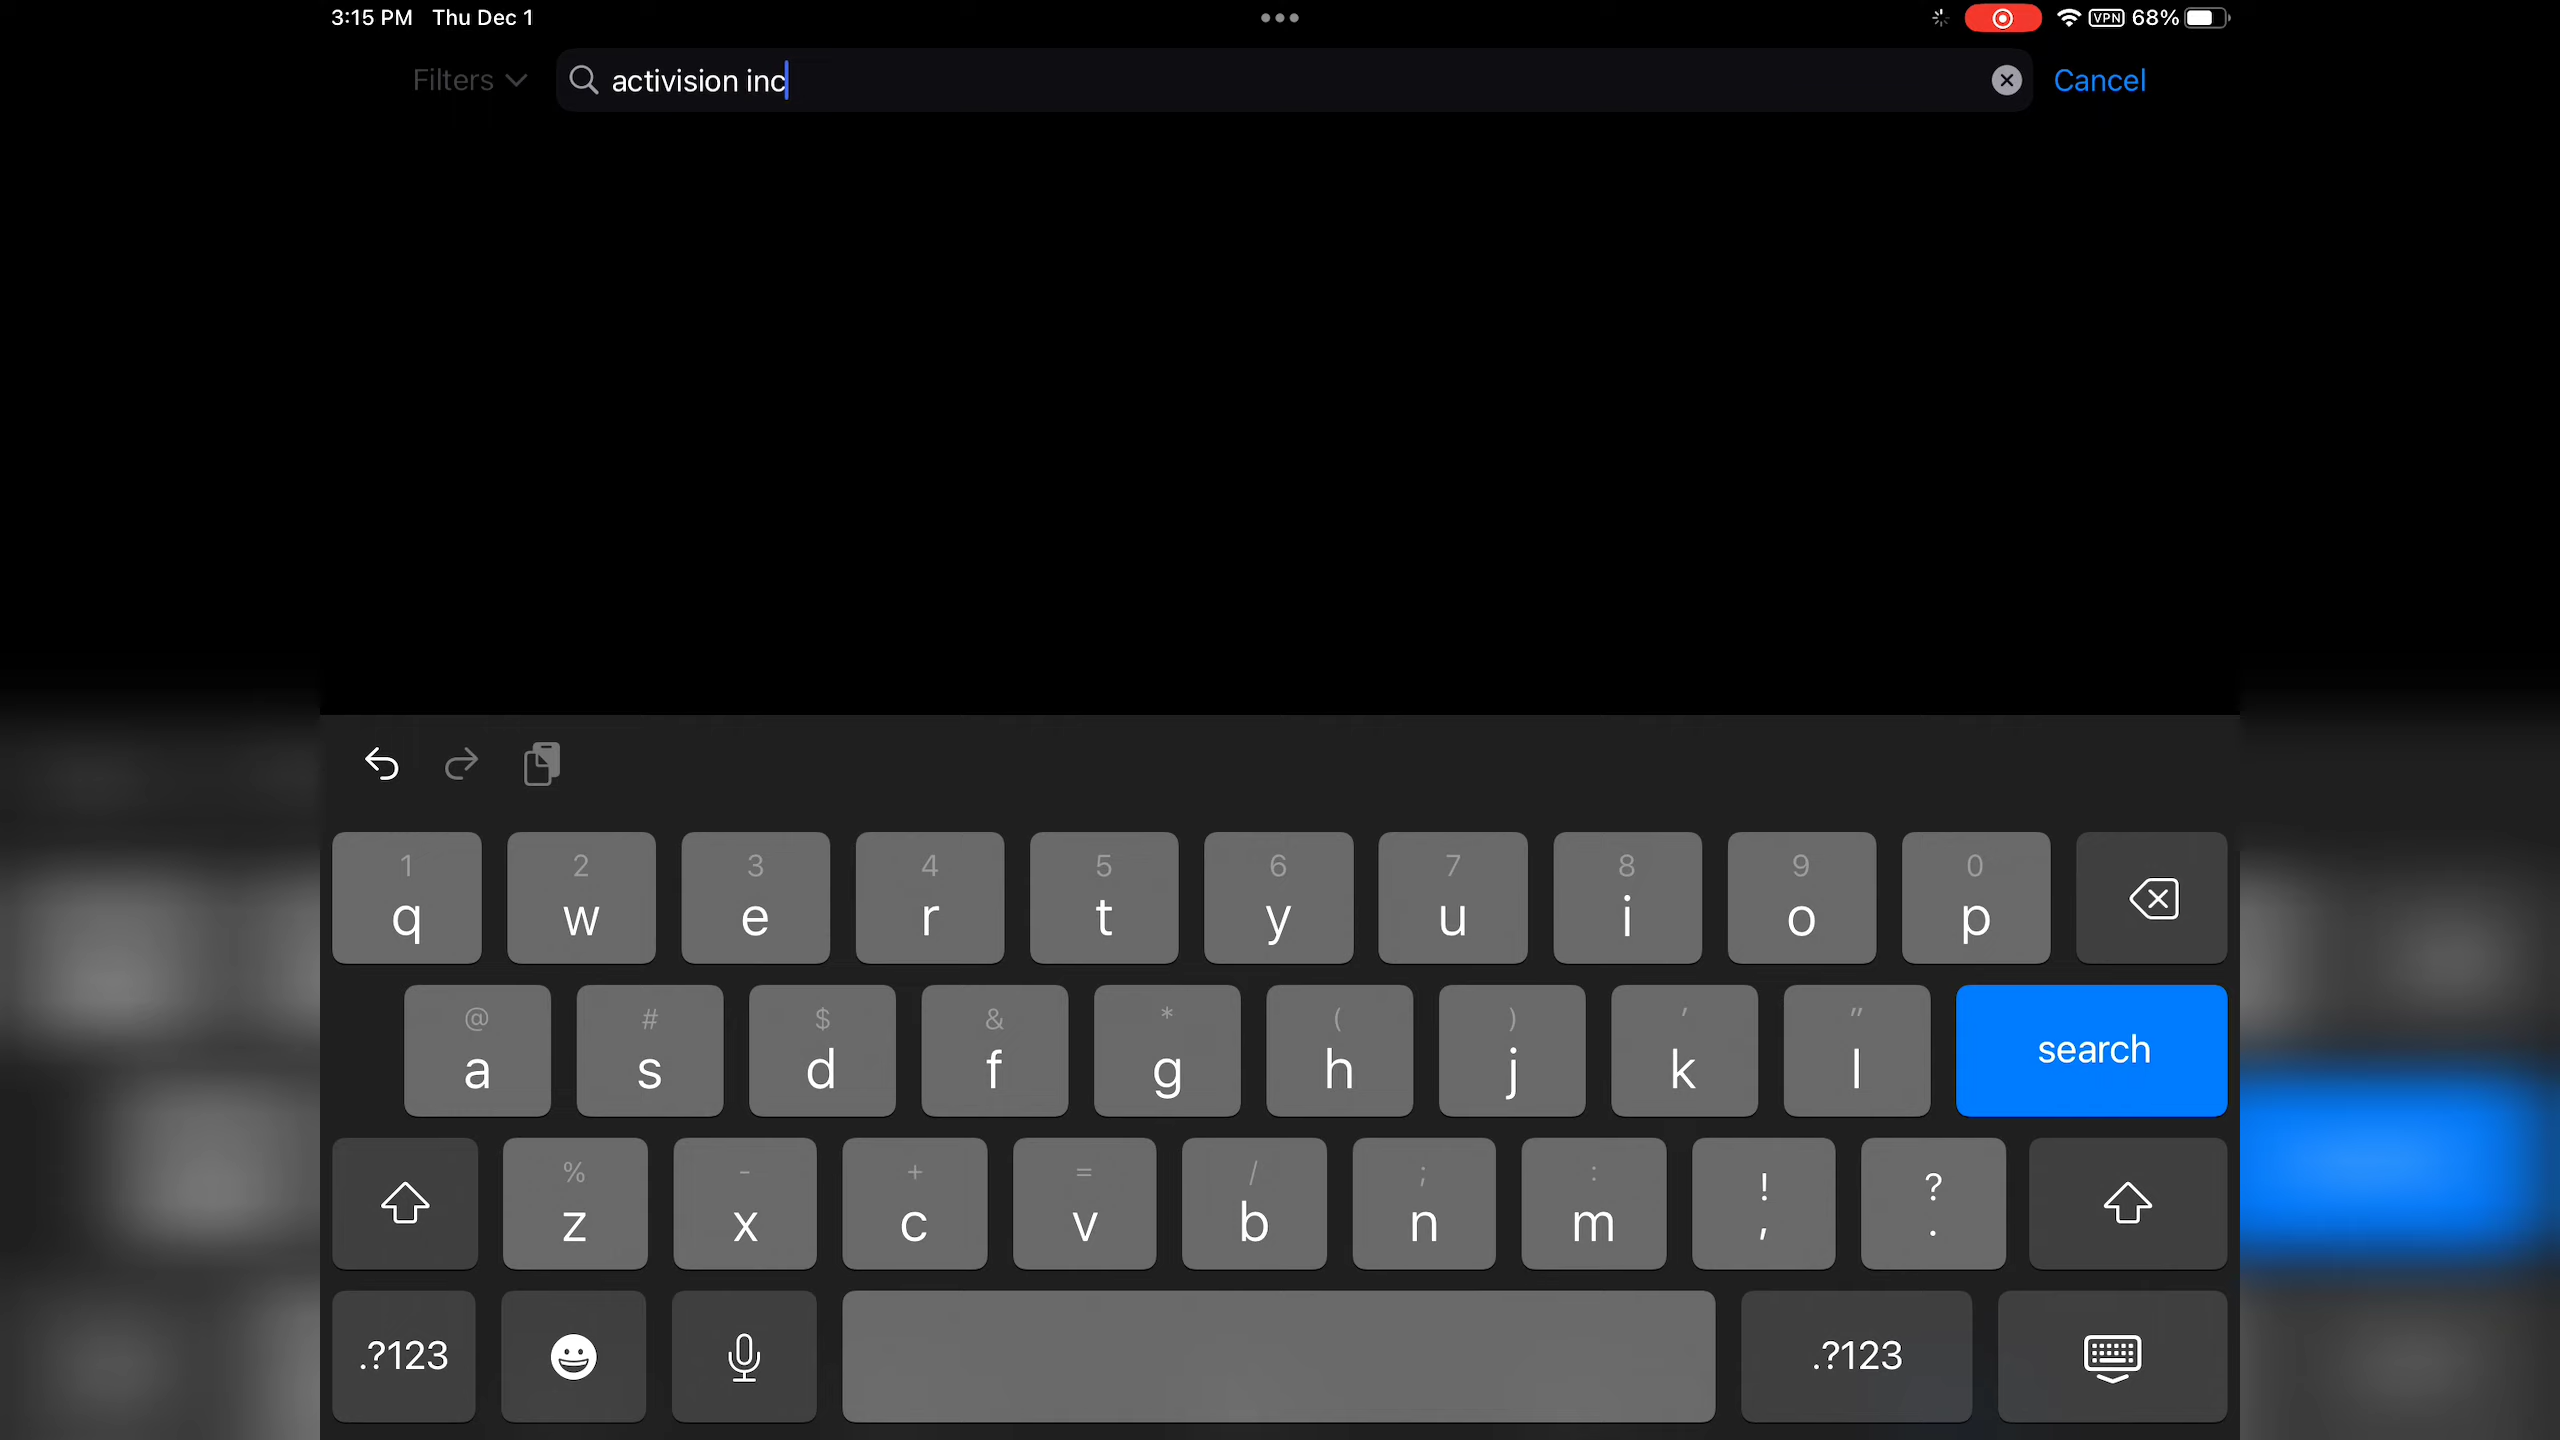 3:15 PM Thu Dec 1
VPN 68%
Filters activision inc Cancel
1 2 3 4 5 6 7 8 9 0
q w e r t y u i o p
@ # $ & * ( ) ' "
a s d f g h j k l search
% - + = / ; : ! ?
z x c v b n m , .
.?123 .?123